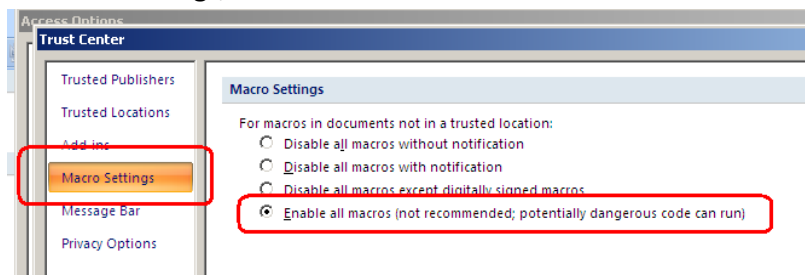 Access Options
Trust Center
Trusted Publishers
Trusted Locations
Add-ins
Macro Settings
Message Bar
Privacy Options
Macro Settings
For macros in documents not in a trusted location:
Disable all macros without notification
Disable all macros with notification
Disable all macros except digitally signed macros
Enable all macros (not recommended; potentially dangerous code can run)